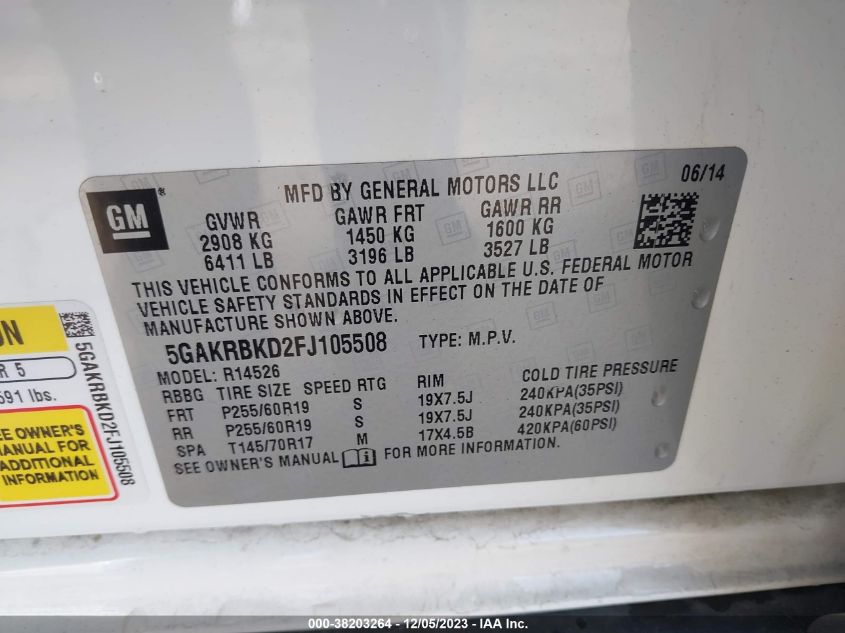 GM
®
MFD BY GENERAL MOTORS LLC
06/14
GVWR GAWR FRT GAWR RR
2908 KG 1450 KG 1600 KG
6411 LB 3196 LB 3527 LB
THIS VEHICLE CONFORMS TO ALL APPLICABLE U.S. FEDERAL MOTOR
VEHICLE SAFETY STANDARDS IN EFFECT ON THE DATE OF
MANUFACTURE SHOWN ABOVE.
5GAKRBKD2FJ105508 TYPE: M.P.V.
MODEL: R14526
RBBG TIRE SIZE SPEED RTG RIM COLD TIRE PRESSURE
FRT P255/60R19 S 19X7.5J 240KPA(35PSI)
RR P255/60R19 S 19X7.5J 240KPA(35PSI)
SPA T145/70R17 M 17X4.5B 420KPA(60PSI)
SEE OWNER'S MANUAL FOR MORE INFORMATION.
R 5
591 lbs.
EE OWNER'S
MANUAL FOR
ADDITIONAL
INFORMATION
5GAKRBKD2FJ105508
000-38203264 - 12/05/2023 - IAAI Inc.